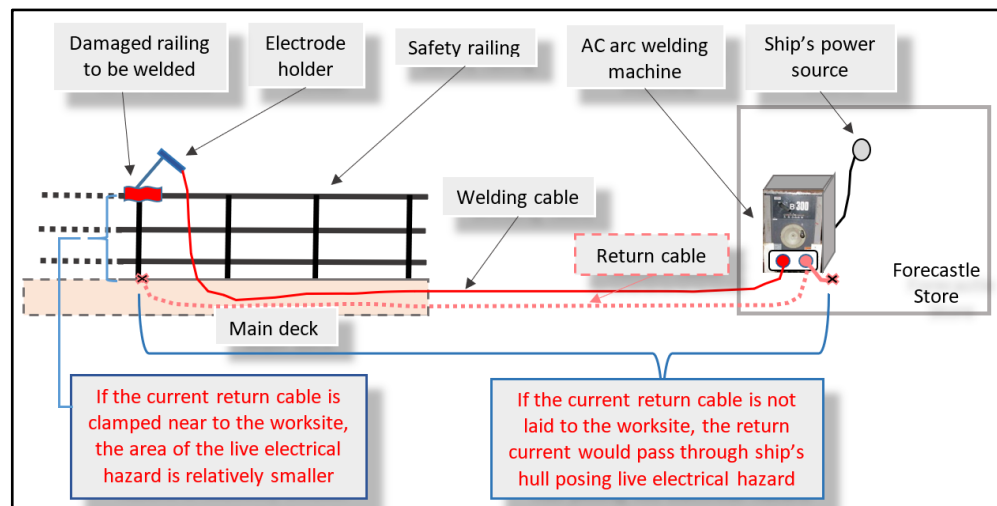 Damaged railing
to be welded
Electrode
holder
Safety railing
AC arc welding
machine
Ship’s power
source
Welding cable
Return cable
300
Forecastle
Store
Main deck
If the current return cable is
clamped near to the worksite,
the area of the live electrical
hazard is relatively smaller
If the current return cable is not
laid to the worksite, the return
current would pass through ship’s
hull posing live electrical hazard